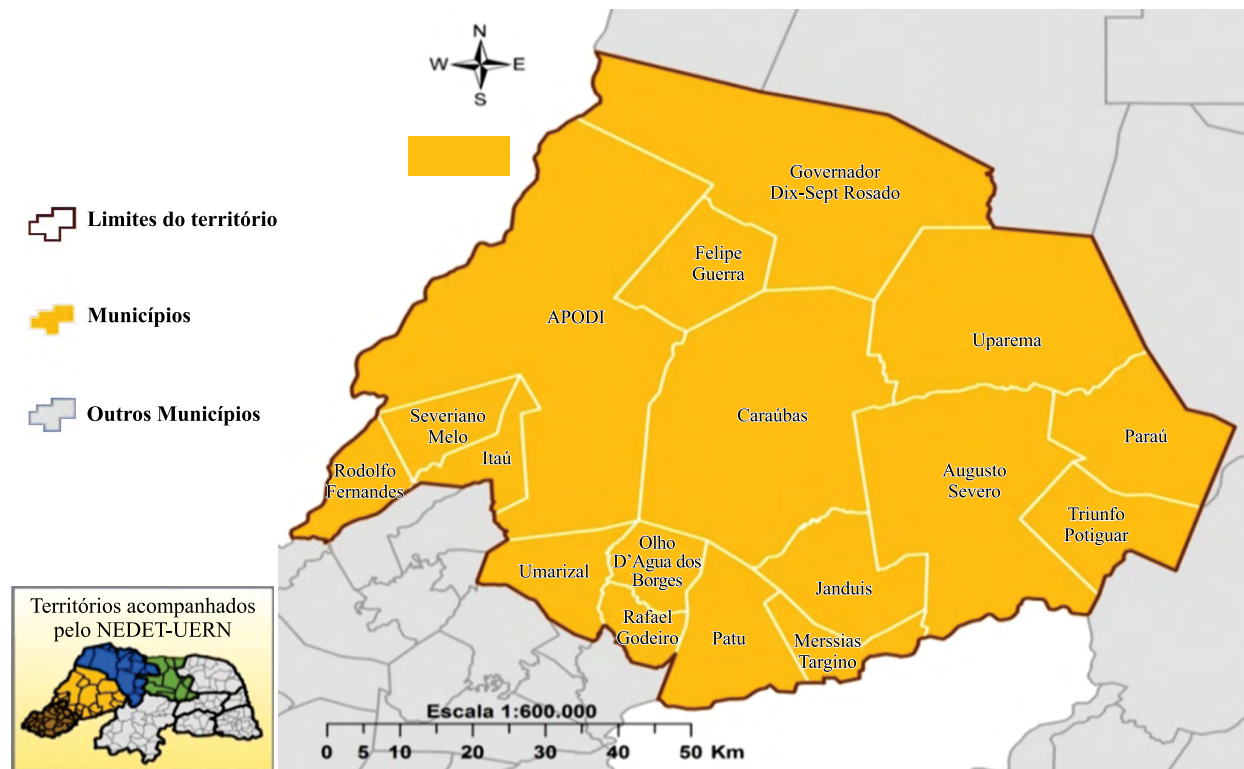 N
W E
S
Limites do território
Municípios
Outros Municípios
Governador
Dix-Sept Rosado
Felipe
Guerra
APODI
Uparema
Severiano
Melo
Caraúbas
Paraú
Itaú
Rodolfo
Fernandes
Augusto
Severo
Triunfo
Potiguar
Olho
D'Agua dos
Borges
Umarizal
Janduis
Rafael
Godeiro
Patu
Merssias
Targino
Territórios acompanhados
pelo NEDET-UERN
Escala 1:600.000
0 5 10 20 30 40 50 Km